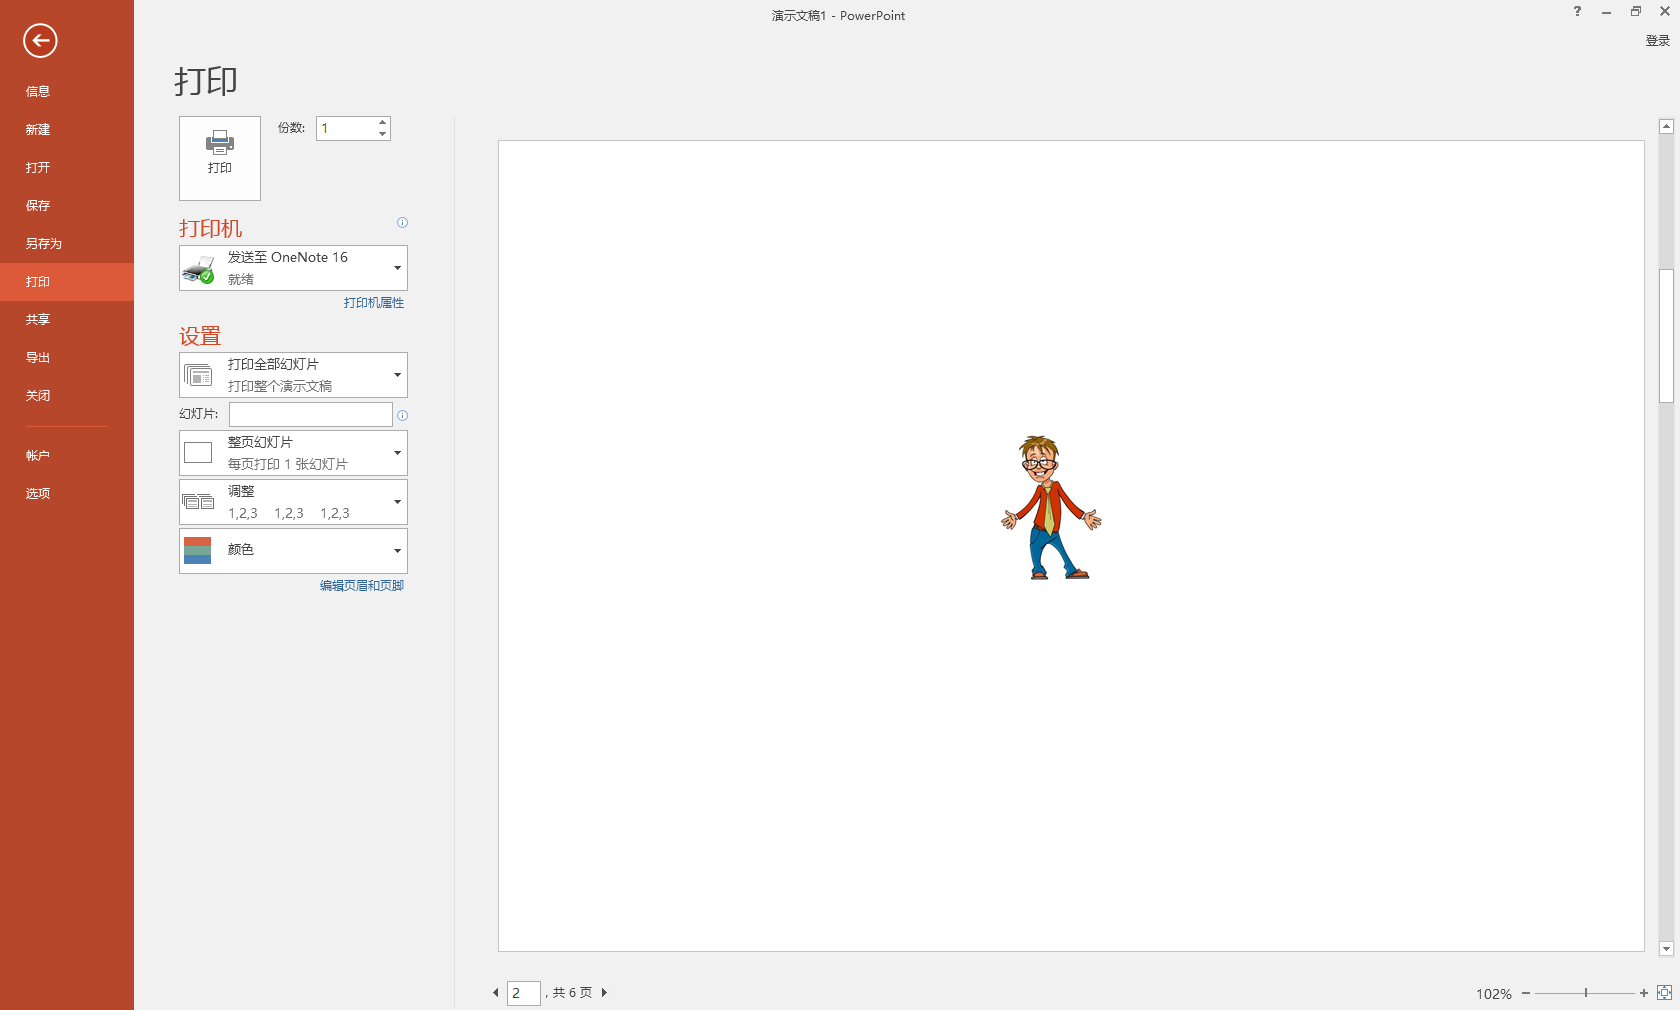 演示文稿1 - PowerPoint
?
登录
信息
新建
打开
保存
另存为
打印
共享
导出
关闭
帐户
选项
打印
打印
份数:
1
打印机
发送至 OneNote 16
就绪
打印机属性
设置
打印全部幻灯片
打印整个演示文稿
幻灯片:
整页幻灯片
每页打印 1 张幻灯片
调整
1,2,3 1,2,3 1,2,3
颜色
编辑页眉和页脚
2 , 共 6 页
102%